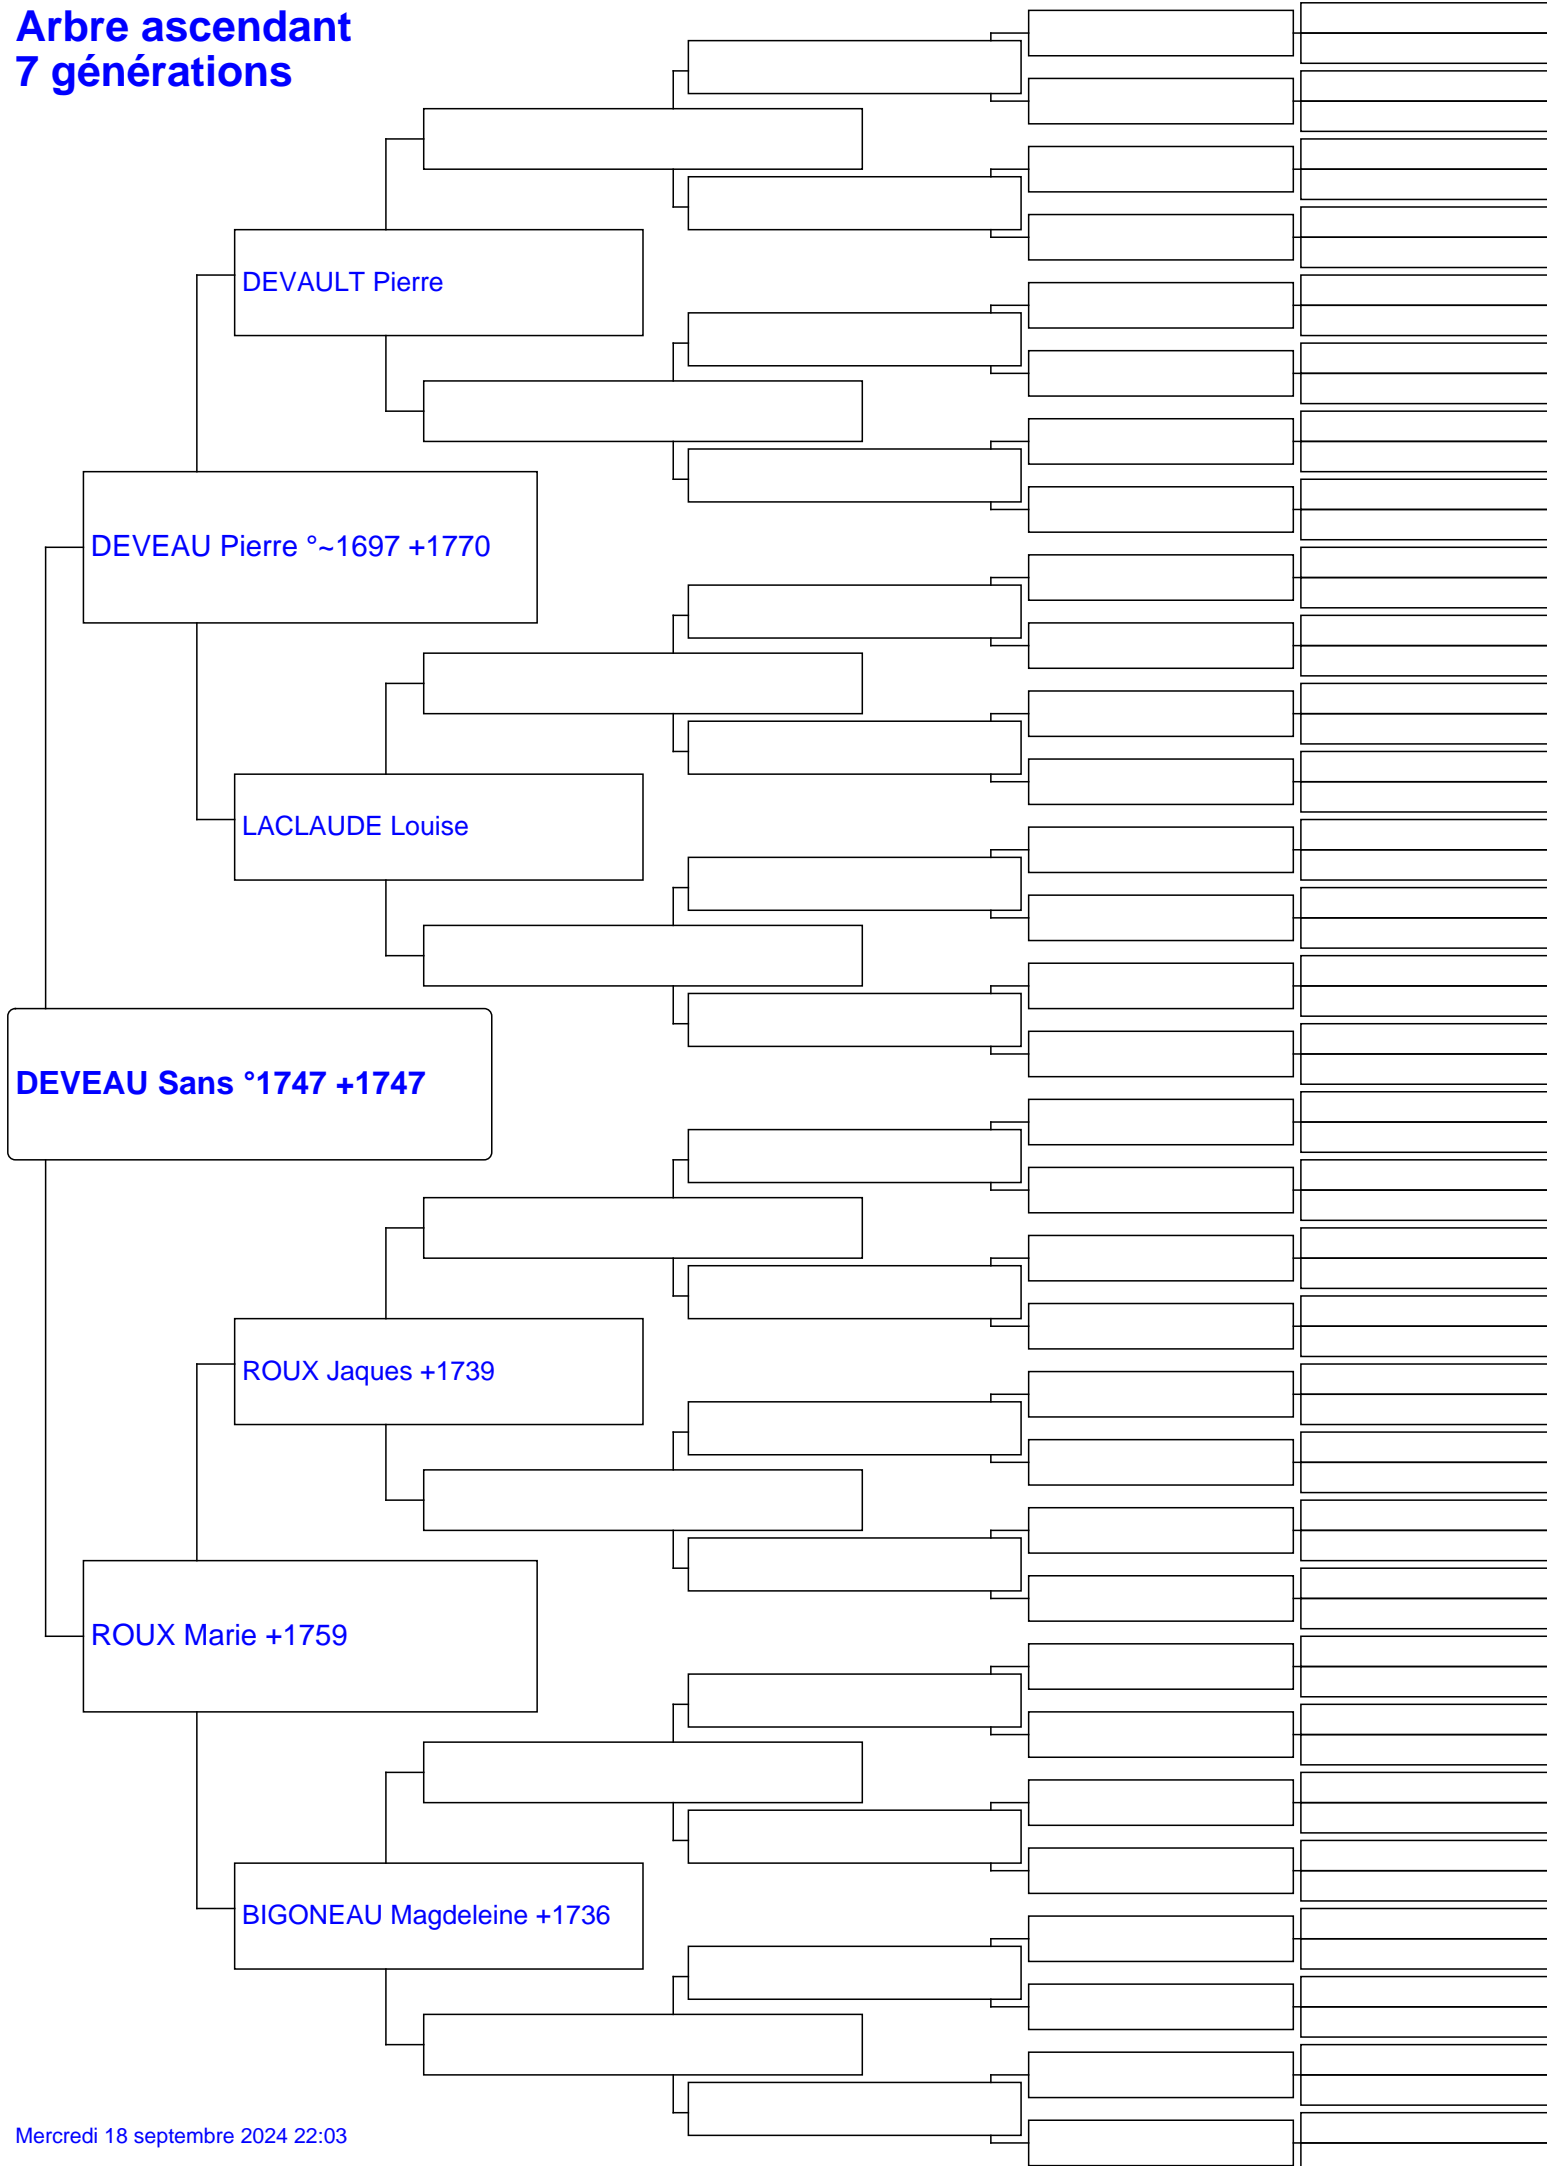 Arbre ascendant
7 générations
DEVAULT Pierre
DEVEAU Pierre °~1697 +1770
LACLAUDE Louise
DEVEAU Sans °1747 +1747
ROUX Jaques +1739
ROUX Marie +1759
BIGONEAU Magdeleine +1736
Mercredi 18 septembre 2024 22:03